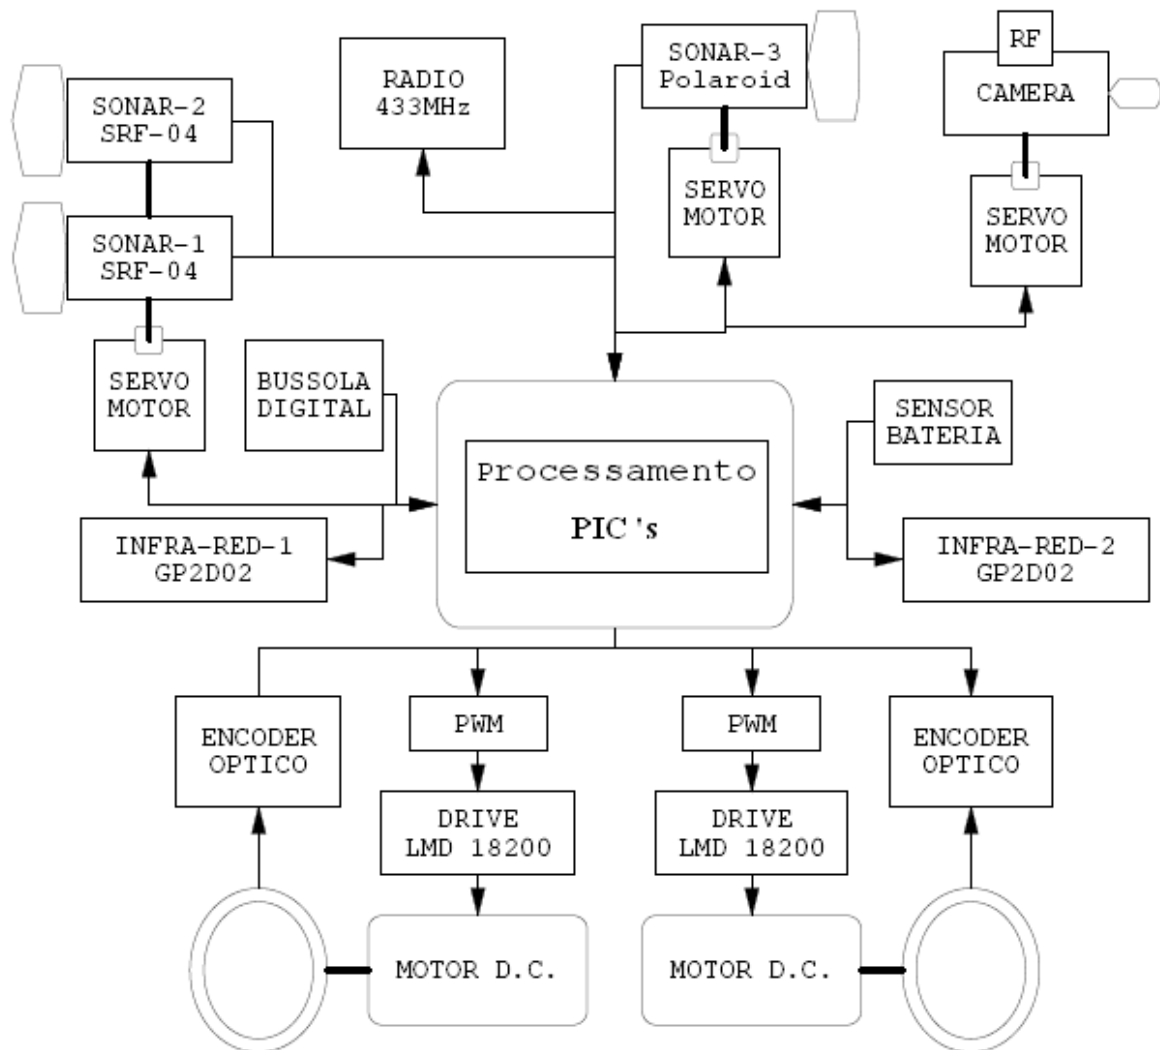 RF
SONAR-3
Polaroid
CAMERA
RADIO
433MHz
SONAR-2
SRF-04
SERVO
MOTOR
SERVO
MOTOR
SONAR-1
SRF-04
SERVO
MOTOR
BUSSOLA
DIGITAL
SENSOR
BATERIA
Processamento
PIC 's
INFRA-RED-1
GP2D02
INFRA-RED-2
GP2D02
ENCODER
OPTICO
PWM
PWM
ENCODER
OPTICO
DRIVE
LMD 18200
DRIVE
LMD 18200
MOTOR D.C.
MOTOR D.C.